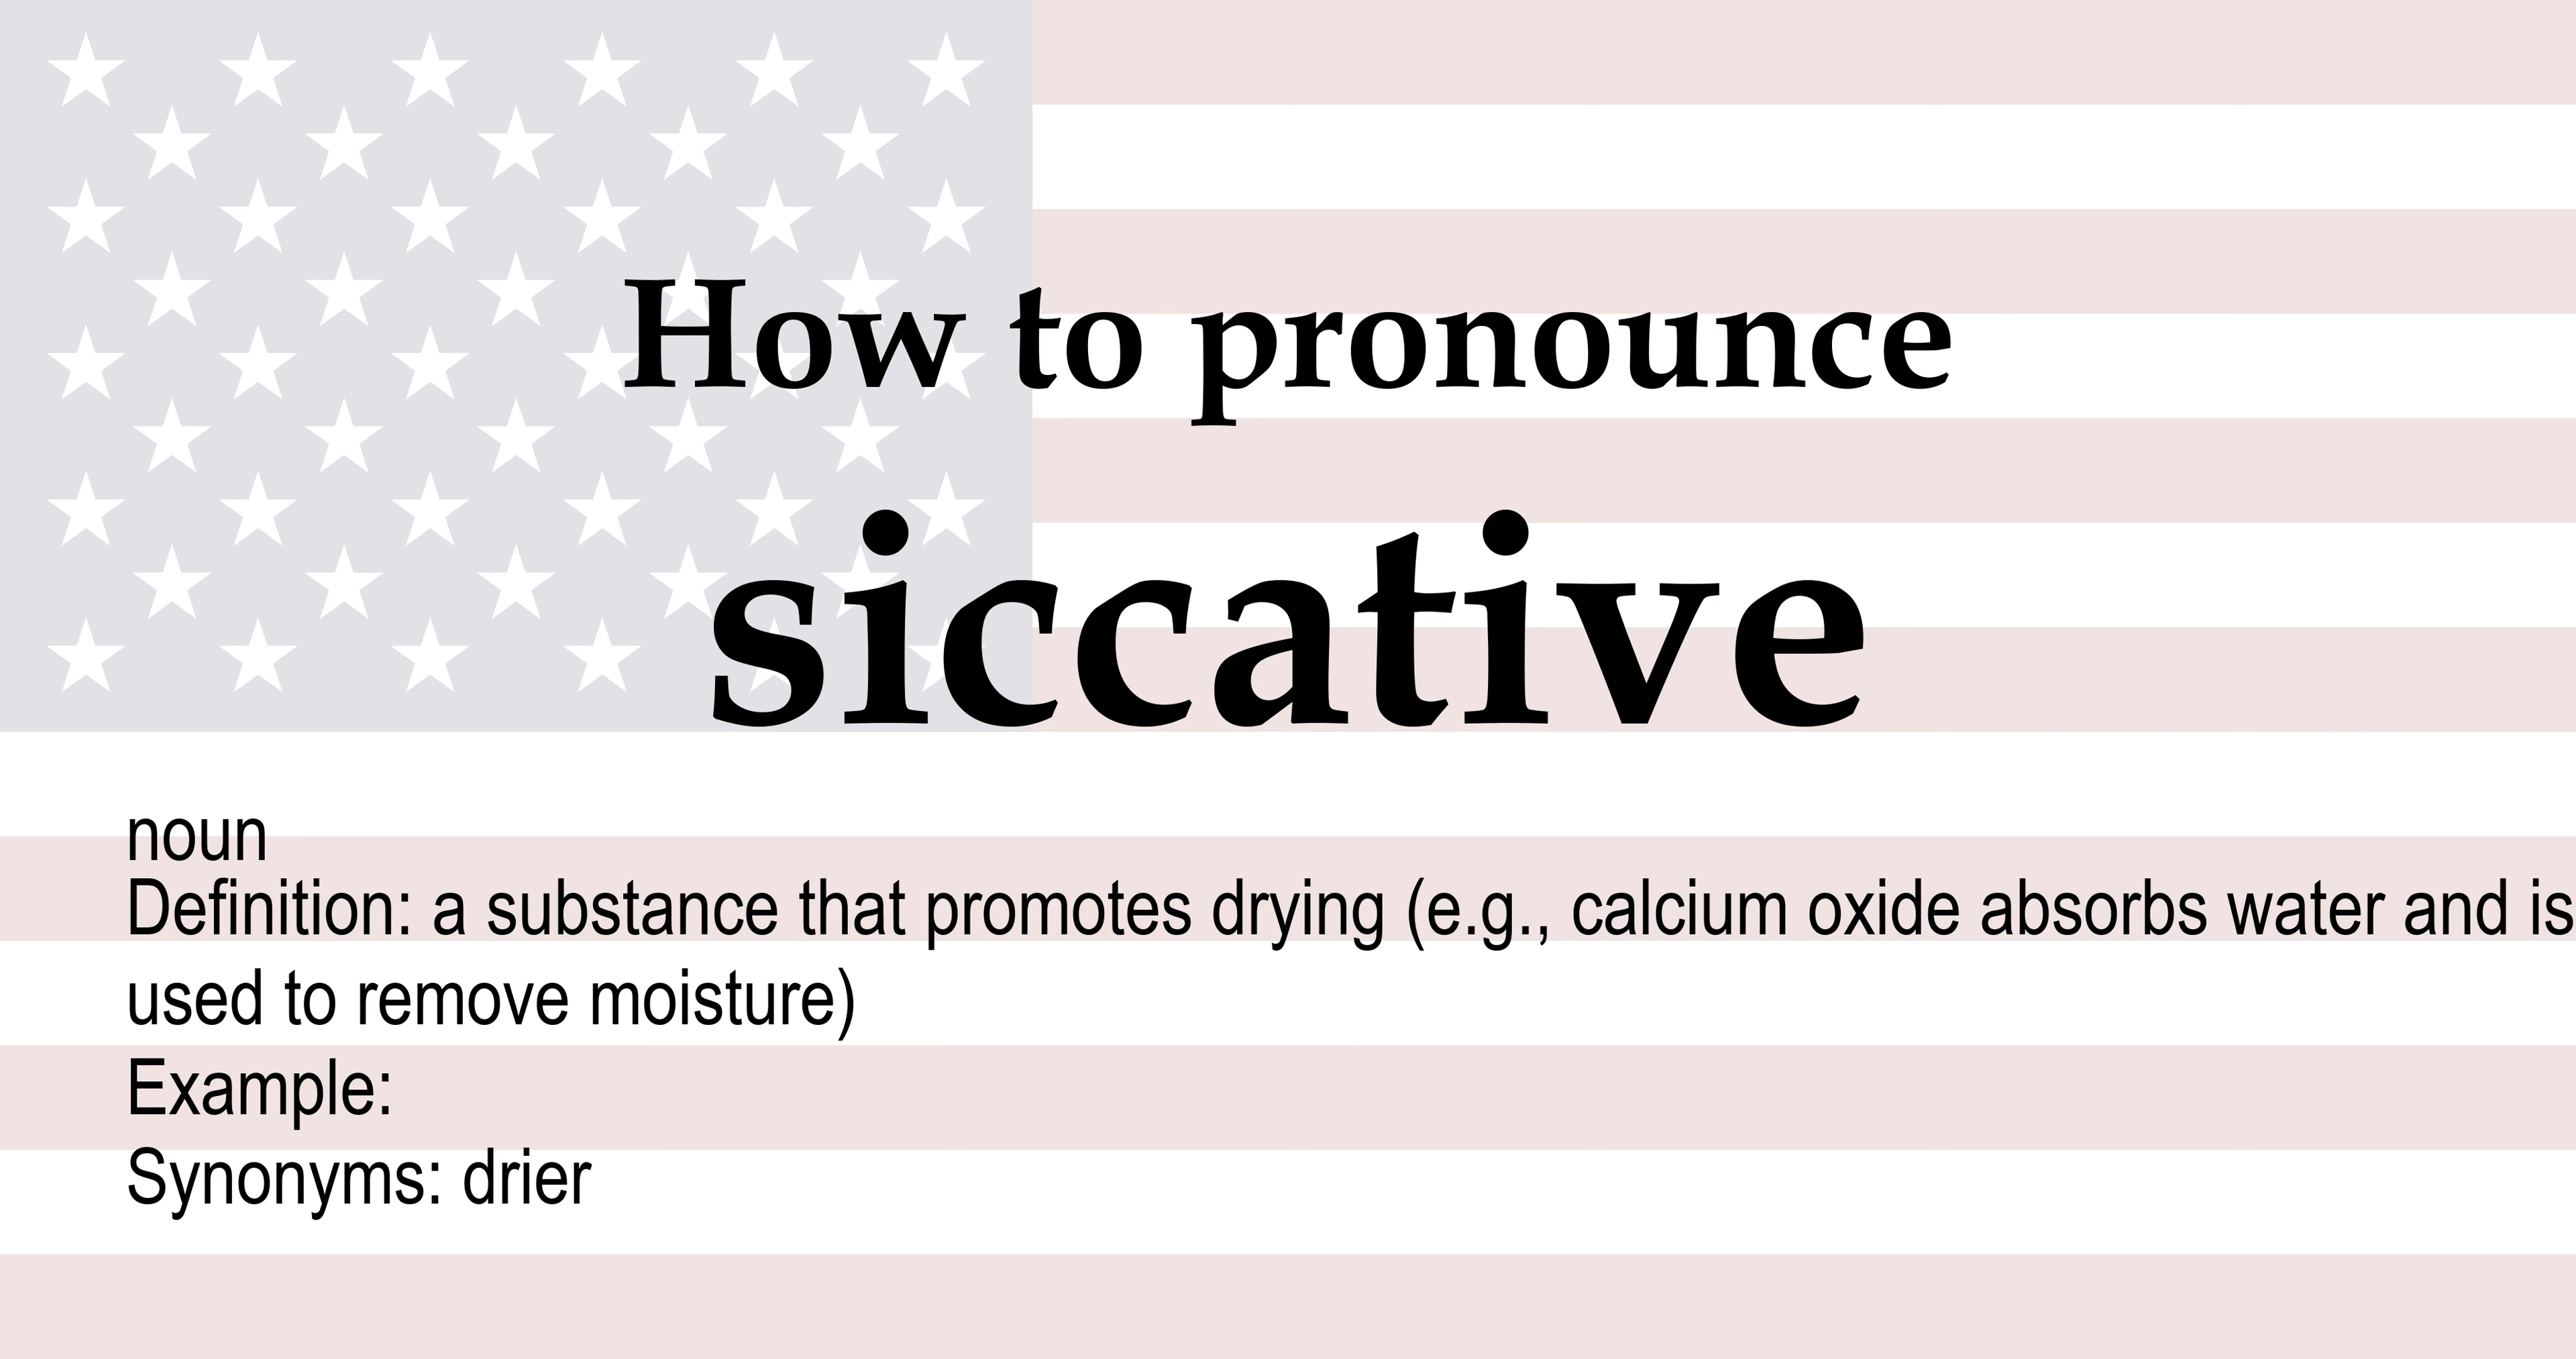 How to pronounce
siccative
noun
Definition: a substance that promotes drying (e.g., calcium oxide absorbs water and is
used to remove moisture)
Example:
Synonyms: drier